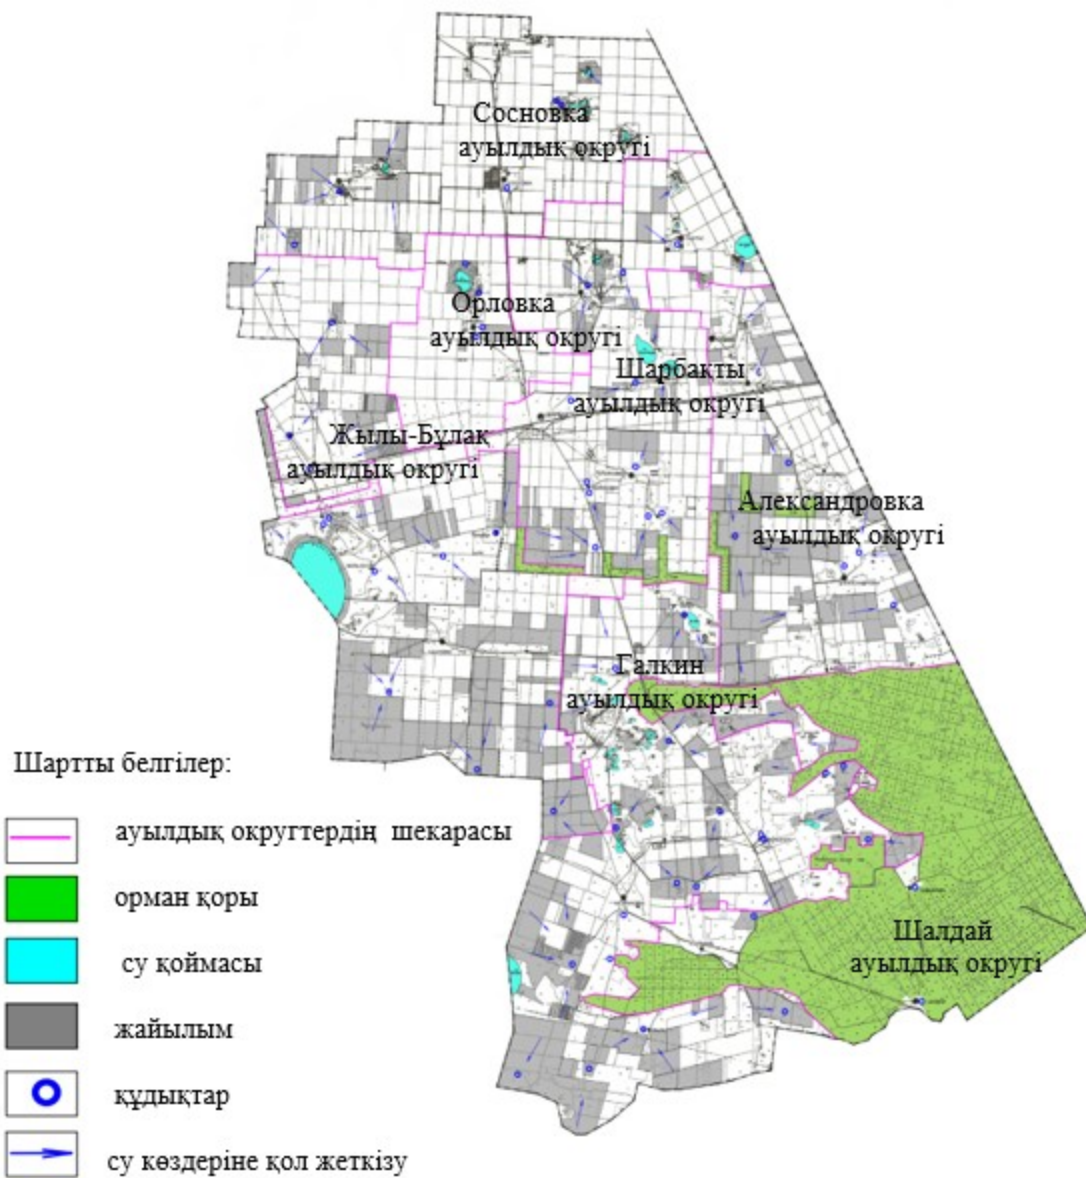 Сосновка
ауылдық округі
Орловка
ауылдық округі
Шарбақты
ауылдық округі
Жылы-Бұлақ
ауылдық округі
Александровка
ауылдық округі
Галкин
ауылдық округі
Шалдай
ауылдық округі
Шартты белгілер:
ауылдық округтердің шекарасы
орман қоры
су қоймасы
жайылым
құдықтар
су көздеріне қол жеткізу